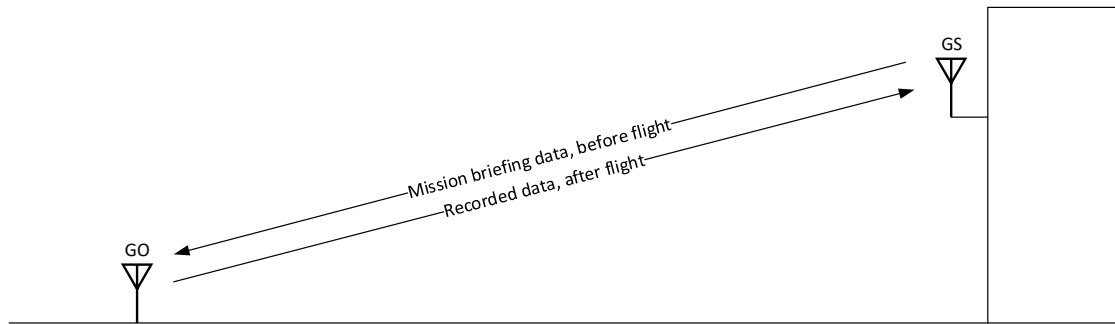 GS
Mission briefing data, before flight
Recorded data, after flight
GO